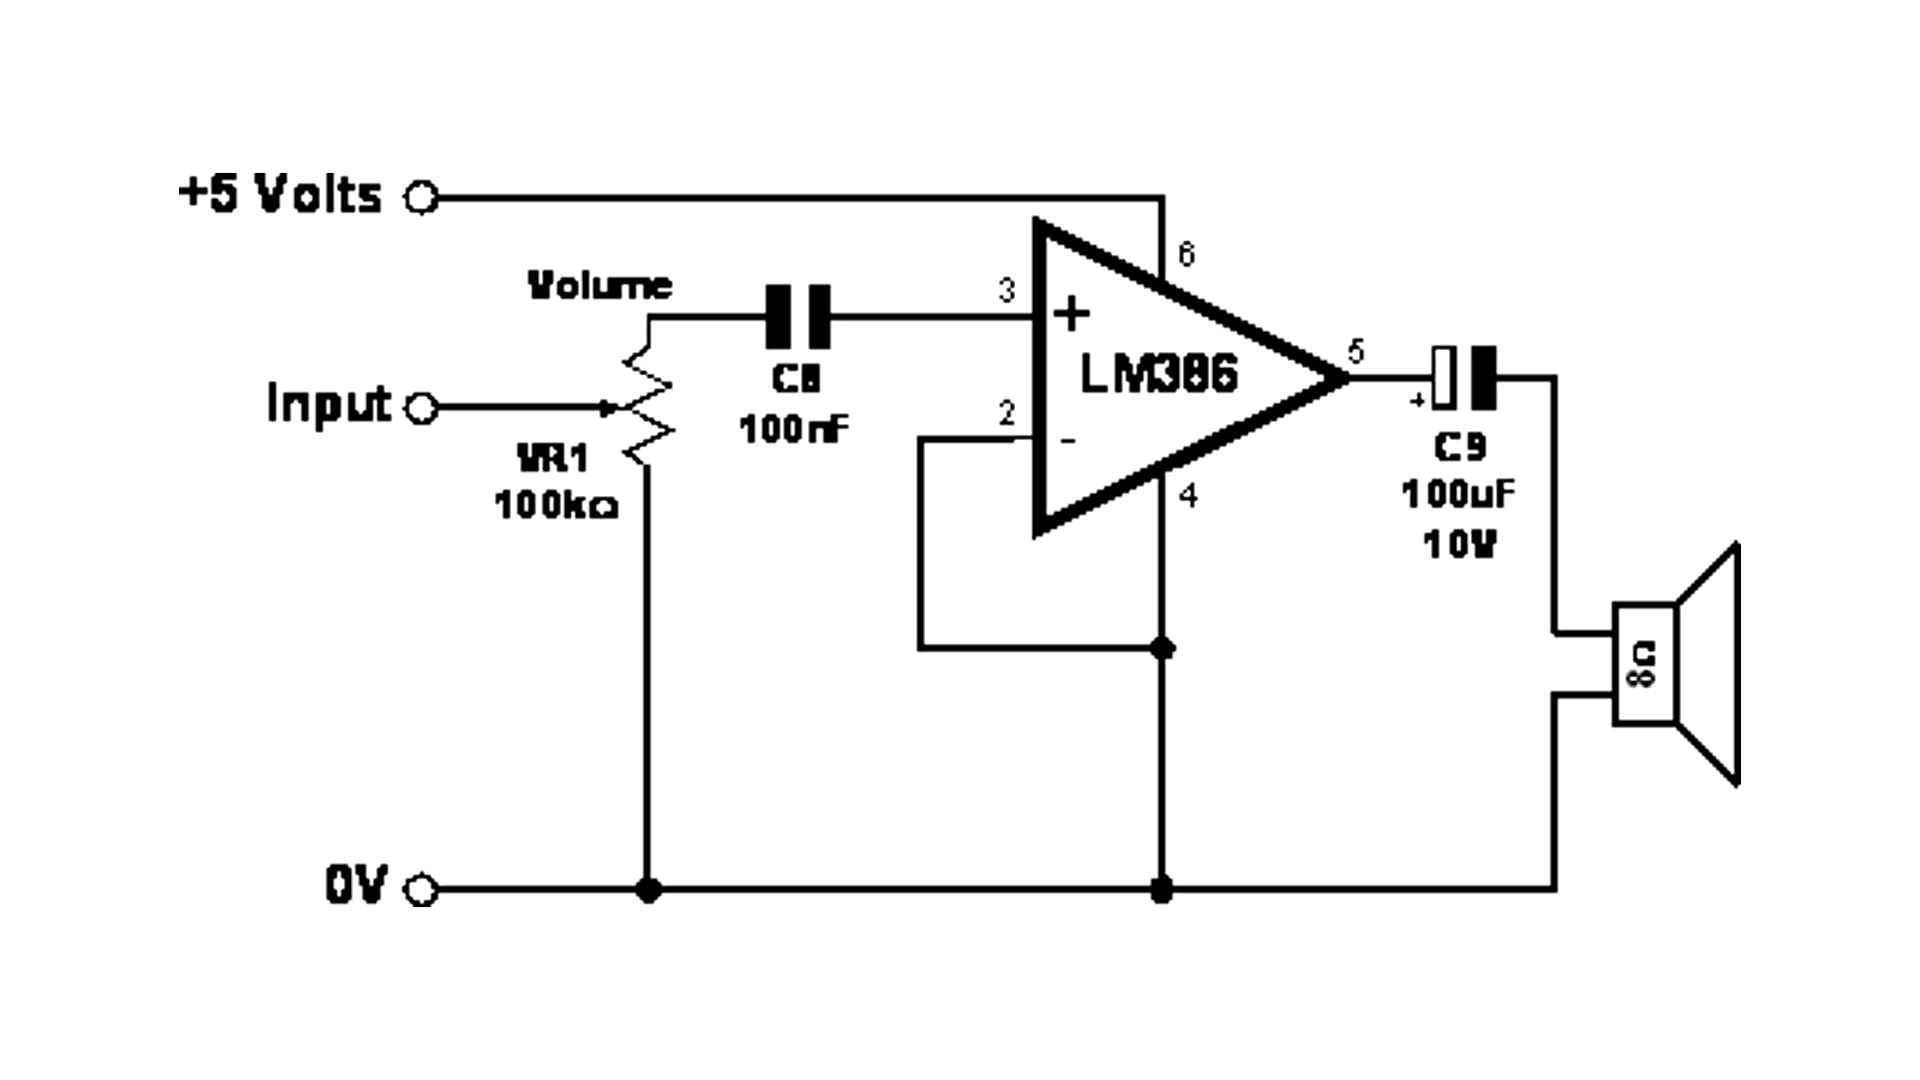 +5 Volts
6
Volume
3
+
LM386
5
C8
100nF
Input
2
-
+
VR1
100kΩ
4
C9
100uF
10V
8Ω
0V